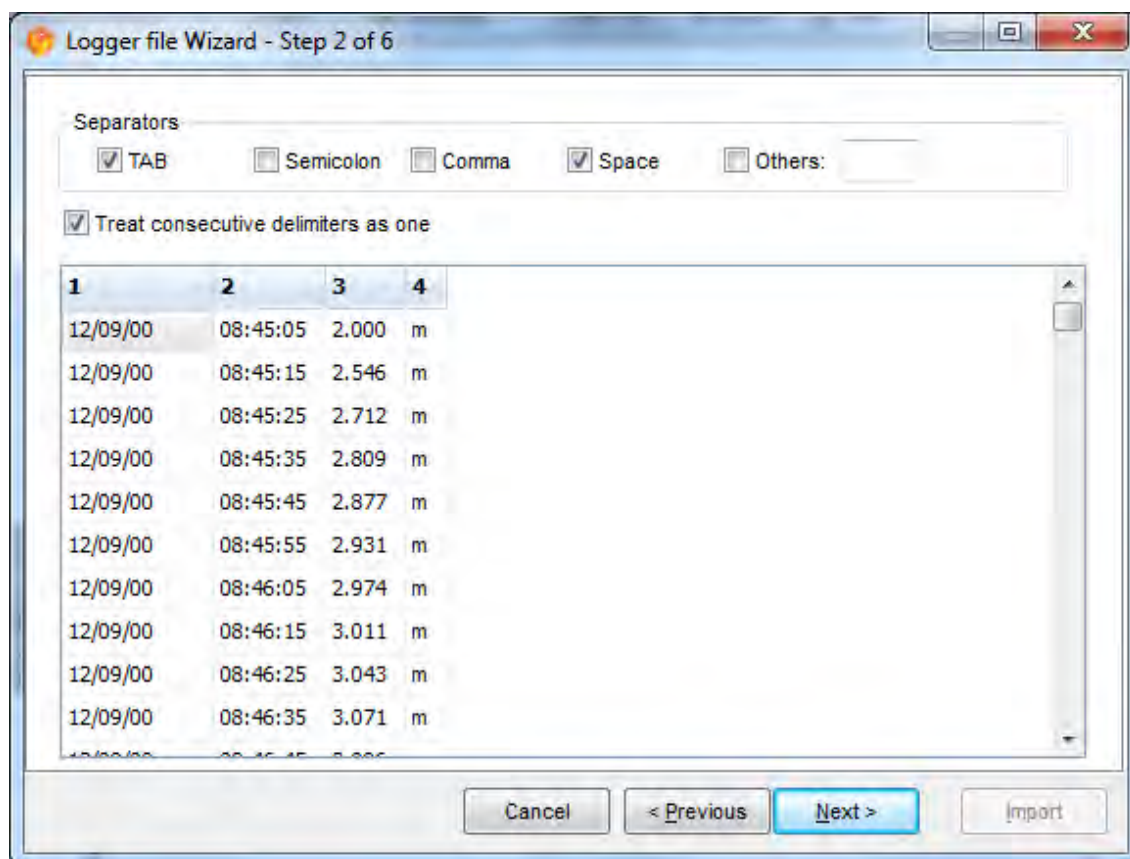 Logger file Wizard - Step 2 of 6
Separators
TAB Semicolon Comma Space Others:
Treat consecutive delimiters as one
1 2 3 4
12/09/00 08:45:05 2.000 m
12/09/00 08:45:15 2.546 m
12/09/00 08:45:25 2.712 m
12/09/00 08:45:35 2.809 m
12/09/00 08:45:45 2.877 m
12/09/00 08:45:55 2.931 m
12/09/00 08:46:05 2.974 m
12/09/00 08:46:15 3.011 m
12/09/00 08:46:25 3.043 m
12/09/00 08:46:35 3.071 m
Cancel < Previous Next > Import